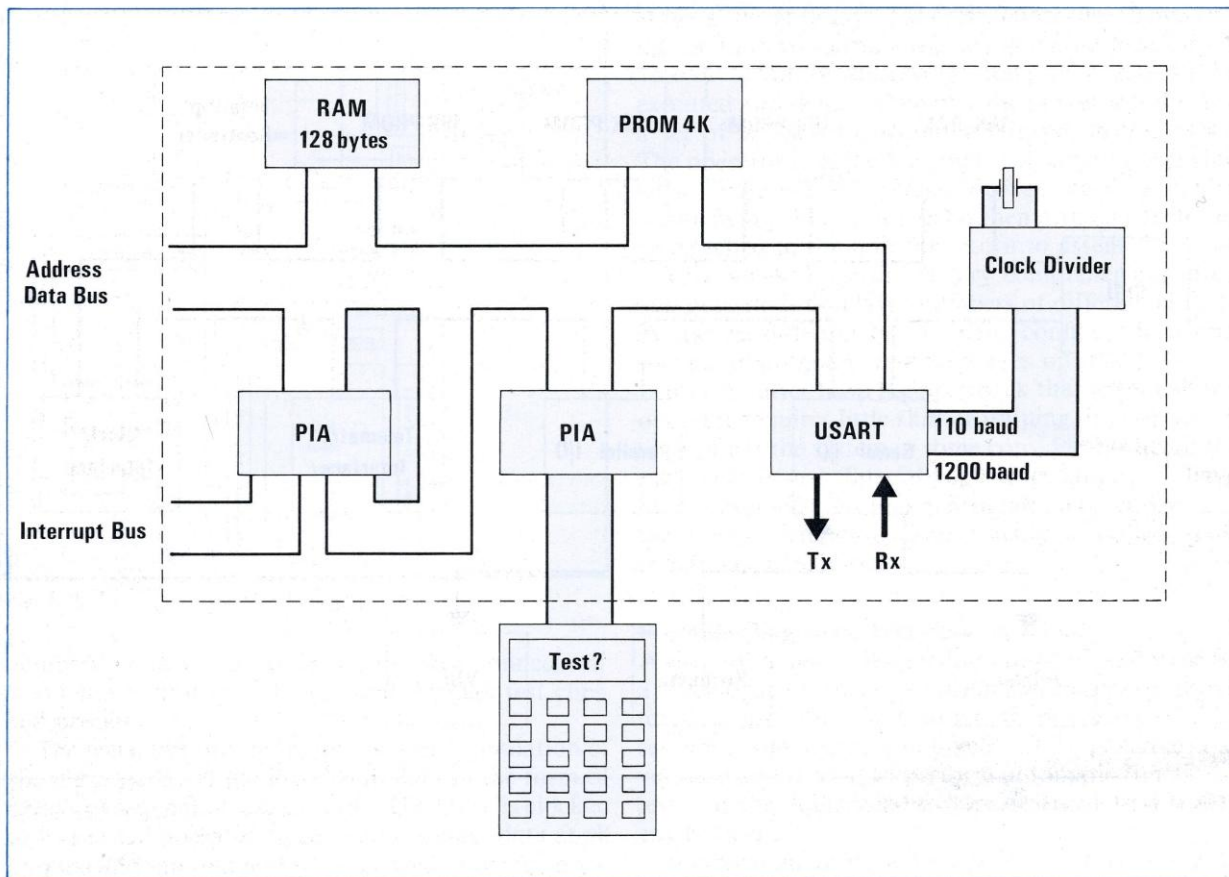 RAM
128 bytes
PROM 4K
Clock Divider
Address
Data Bus
PIA
PIA
USART
110 baud
1200 baud
Interrupt Bus
Tx
Rx
Test?